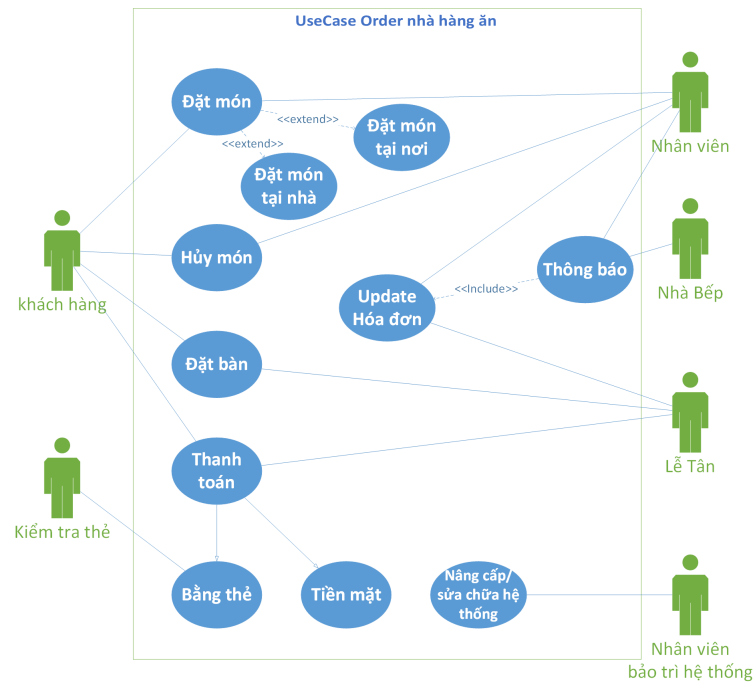 UseCase Order nhà hàng ăn
Đặt món
<<extend>>
Đặt món
tại nơi
<<extend>>
Đặt món
tại nhà
Nhân viên
khách hàng
Hủy món
Thông báo
Nhà Bếp
<<Include>>
Update
Hóa đơn
Đặt bàn
Lễ Tân
Thanh
toán
Kiểm tra thẻ
Bằng thẻ
Tiền mặt
Nâng cấp/
sửa chữa hệ
thống
Nhân viên
bảo trì hệ thống